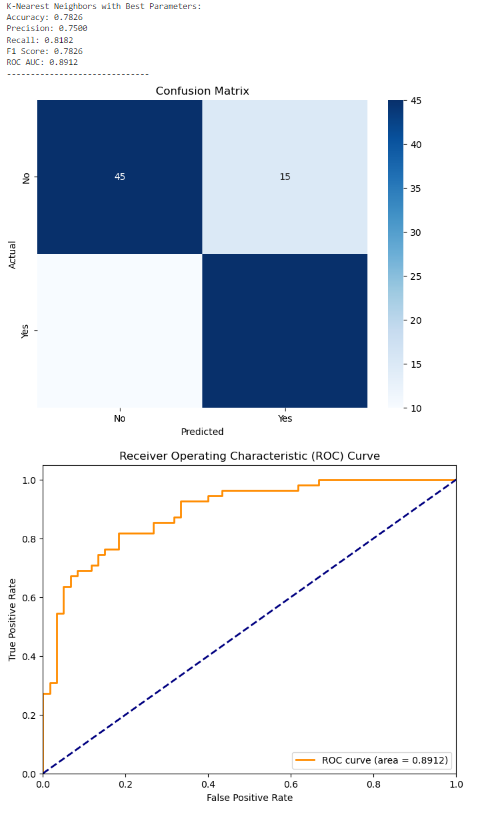 K-Nearest Neighbors with Best Parameters:
Accuracy: 0.7826
Precision: 0.7500
Recall: 0.8182
F1 Score: 0.7826
ROC AUC: 0.8912
------------------------------
Confusion Matrix
No
45
15
Yes
Actual
No
Yes
Predicted
45
40
35
30
25
20
15
10
Receiver Operating Characteristic (ROC) Curve
1.0
0.8
0.6
0.4
0.2
0.0
True Positive Rate
ROC curve (area = 0.8912)
0.0
0.2
0.4
0.6
0.8
1.0
False Positive Rate